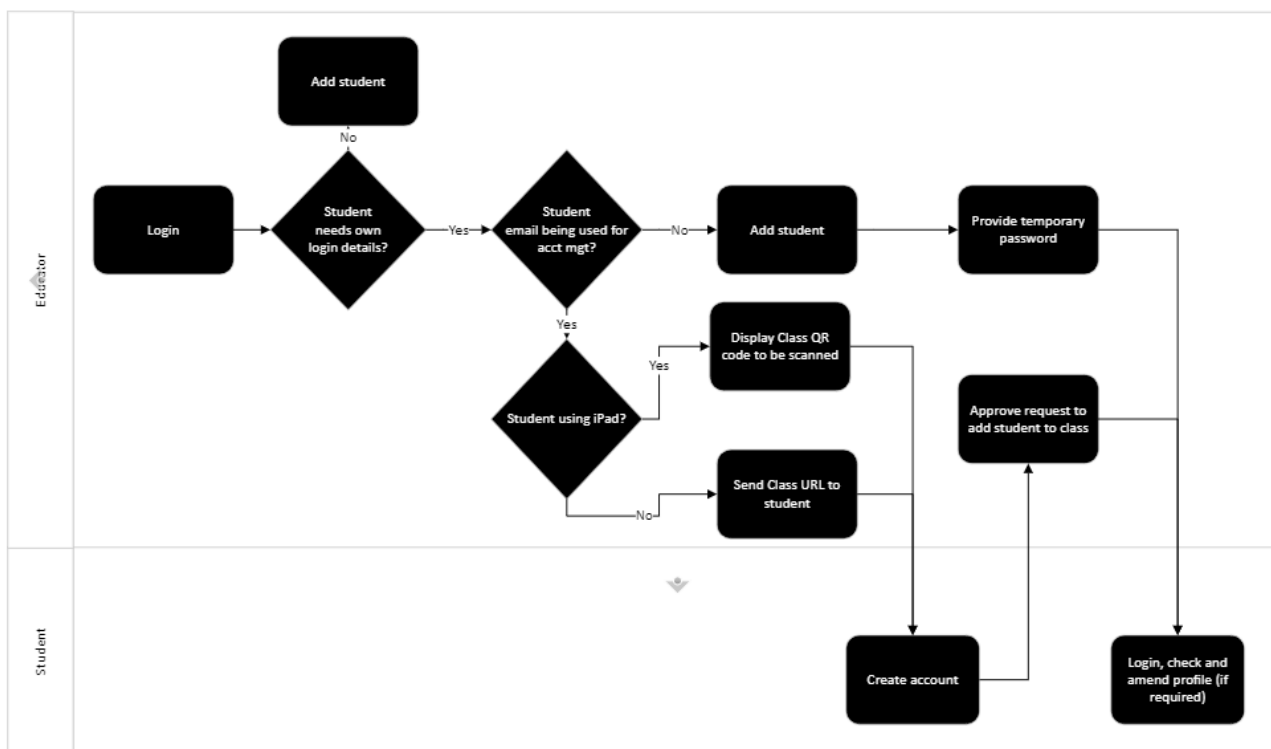 Educator
Add student
No
Login
Student
needs own
login details?
Yes
Student
email being used for
acct mgt?
No
Add student
Provide temporary
password
Yes
Student using iPad?
Yes
Display Class QR
code to be scanned
No
Send Class URL to
student
Approve request to
add student to class
Student
Create account
Login, check and
amend profile (if
required)